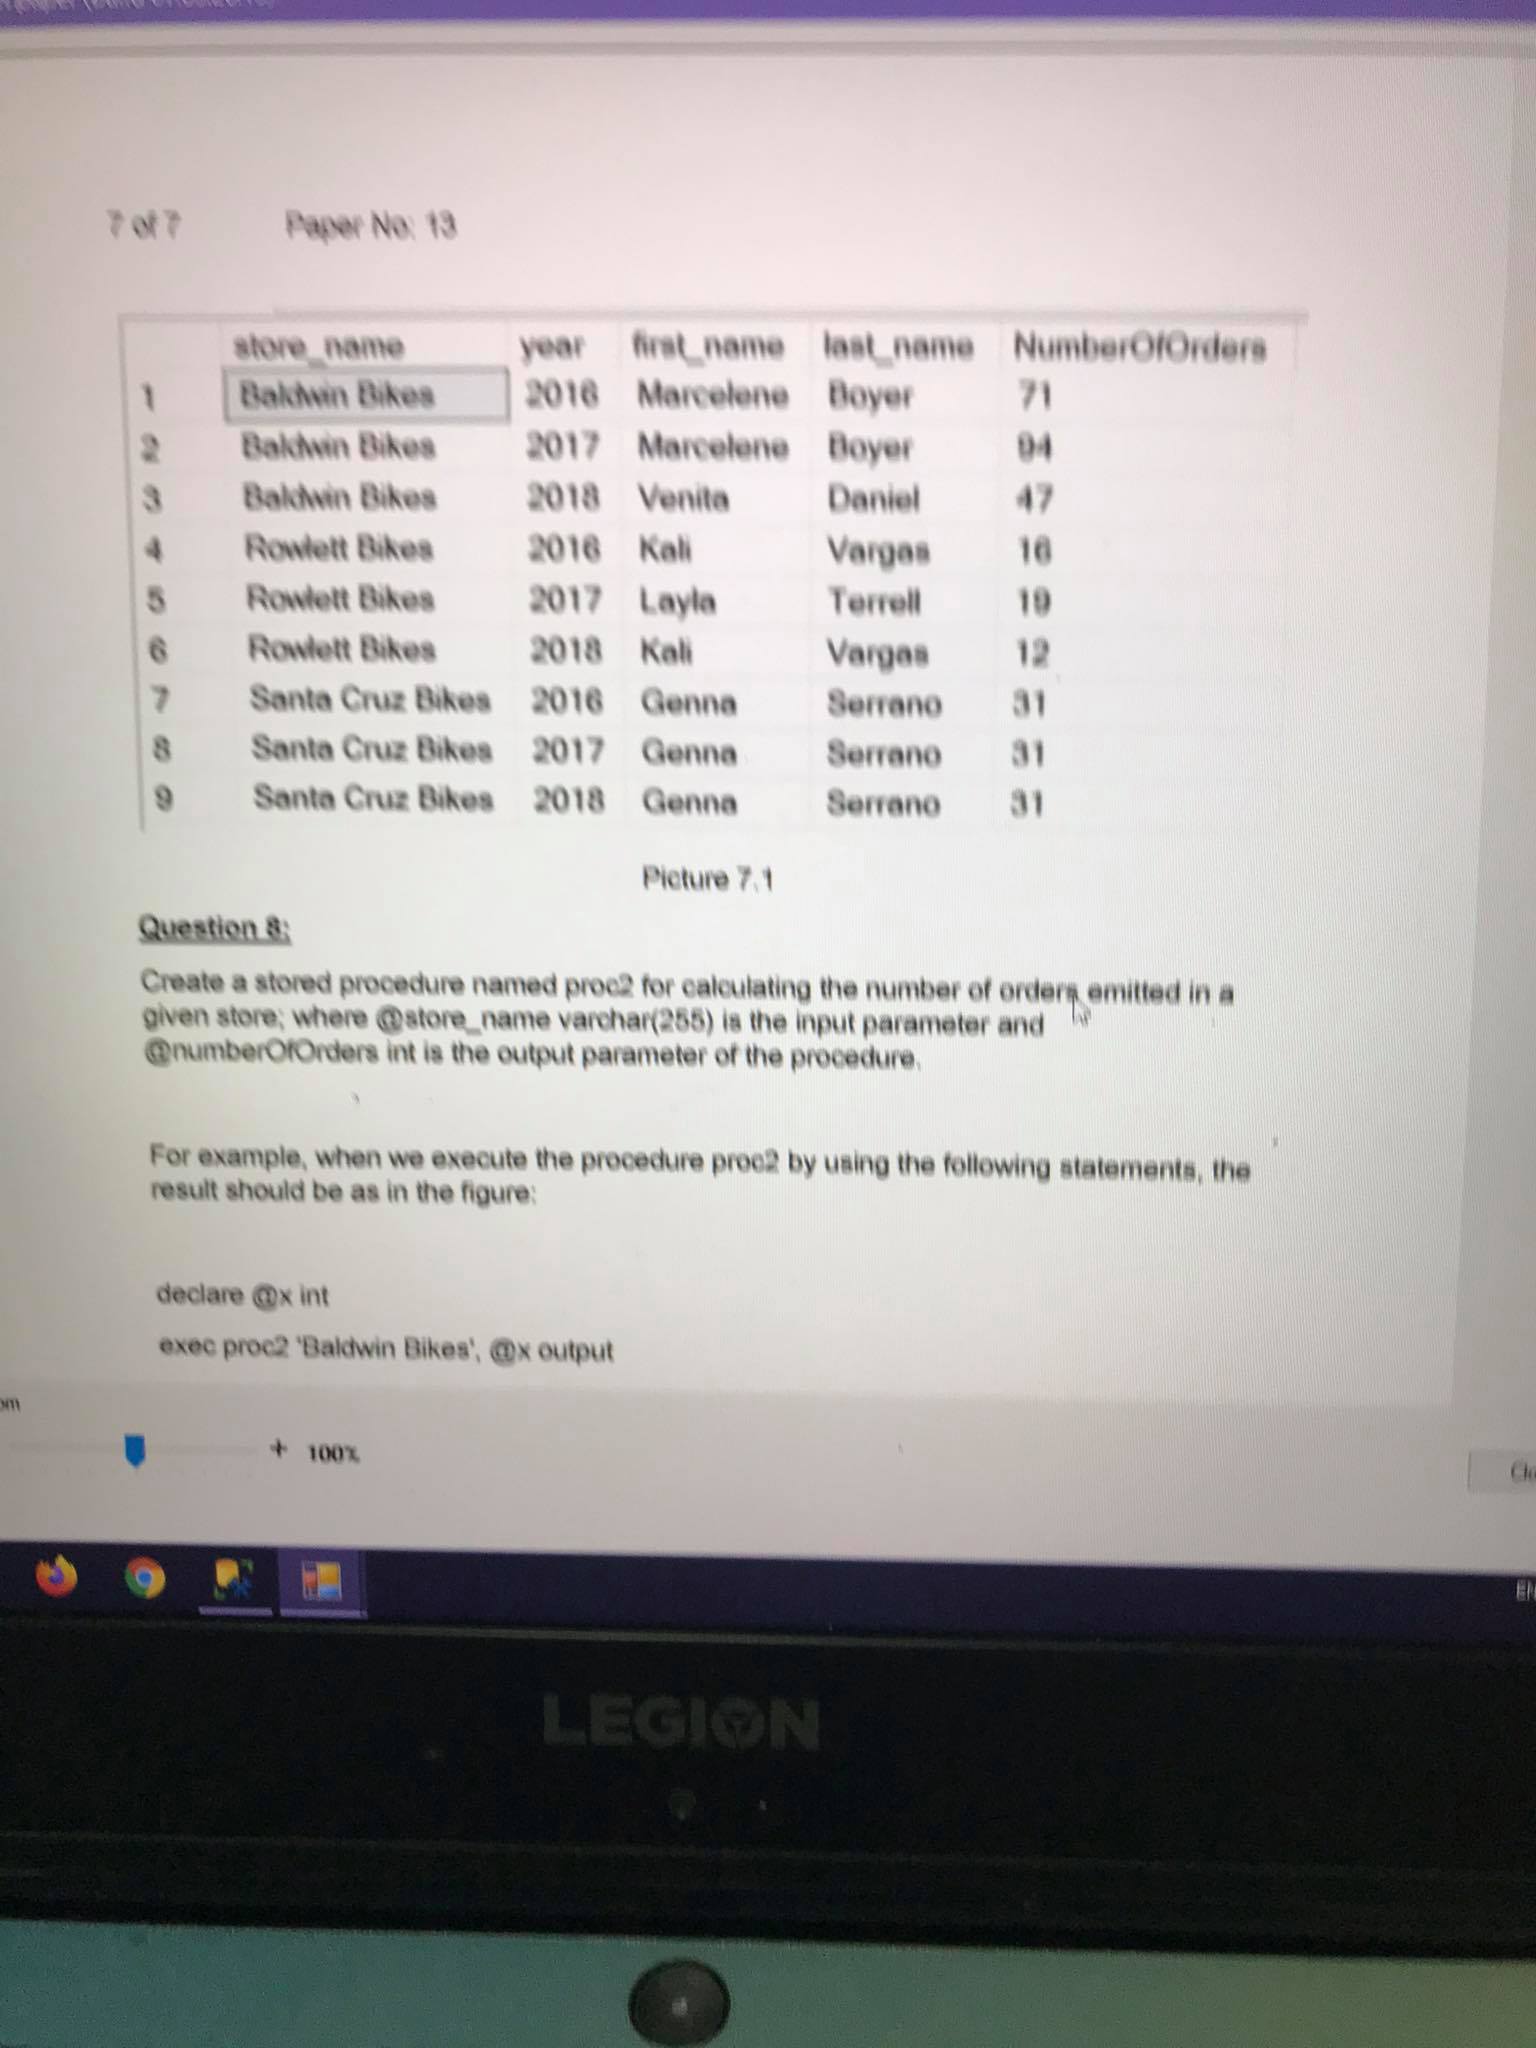 7 of 7 Paper No: 13
store_name year first_name last_name NumberOfOrders
1 Baldwin Bikes 2016 Marcelene Boyer 71
2 Baldwin Bikes 2017 Marcelene Boyer 94
3 Baldwin Bikes 2018 Venita Daniel 47
4 Rowlett Bikes 2016 Kali Vargas 16
5 Rowlett Bikes 2017 Layla Terrell 19
6 Rowlett Bikes 2018 Kali Vargas 12
7 Santa Cruz Bikes 2016 Genna Serrano 31
8 Santa Cruz Bikes 2017 Genna Serrano 31
9 Santa Cruz Bikes 2018 Genna Serrano 31
Picture 7.1
Question 8:
Create a stored procedure named proc2 for calculating the number of orders emitted in a
given store; where @store_name varchar(255) is the input parameter and
@numberOfOrders int is the output parameter of the procedure.
For example, when we execute the procedure proc2 by using the following statements, the
result should be as in the figure:
declare @x int
exec proc2 'Baldwin Bikes', @x output
+ 100%
LEGION